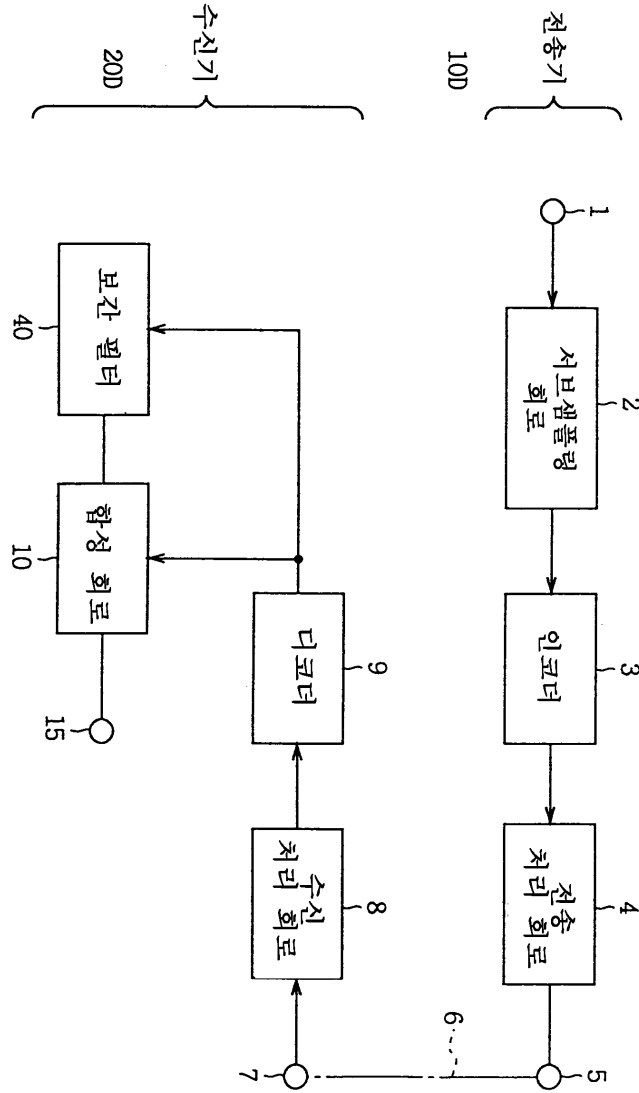 전송기
10D
1
서브샘플링
회로
2
인코더
3
전송
처리 회로
4
5
6
수신기
20D
7
수신
처리 회로
8
디코더
9
보간 필터
40
합성 회로
10
15